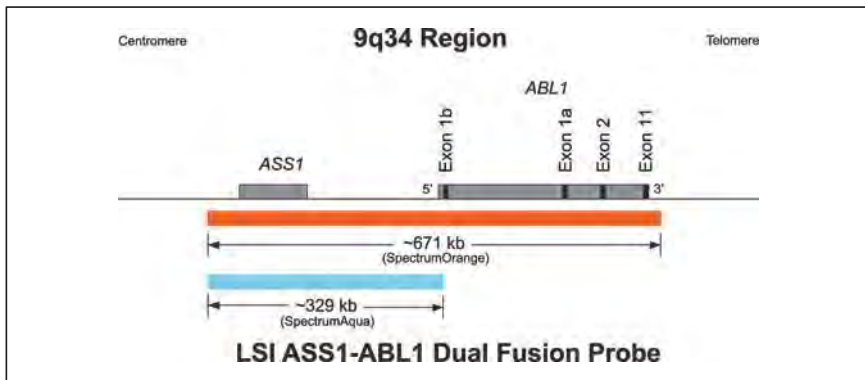 9q34 Region
Centromere
Telomere
ABL1
Exon 1b
Exon 1a
Exon 2
Exon 11
ASS1
5'
3'
~671 kb
(SpectrumOrange)
~329 kb
(SpectrumAqua)
LSI ASS1-ABL1 Dual Fusion Probe